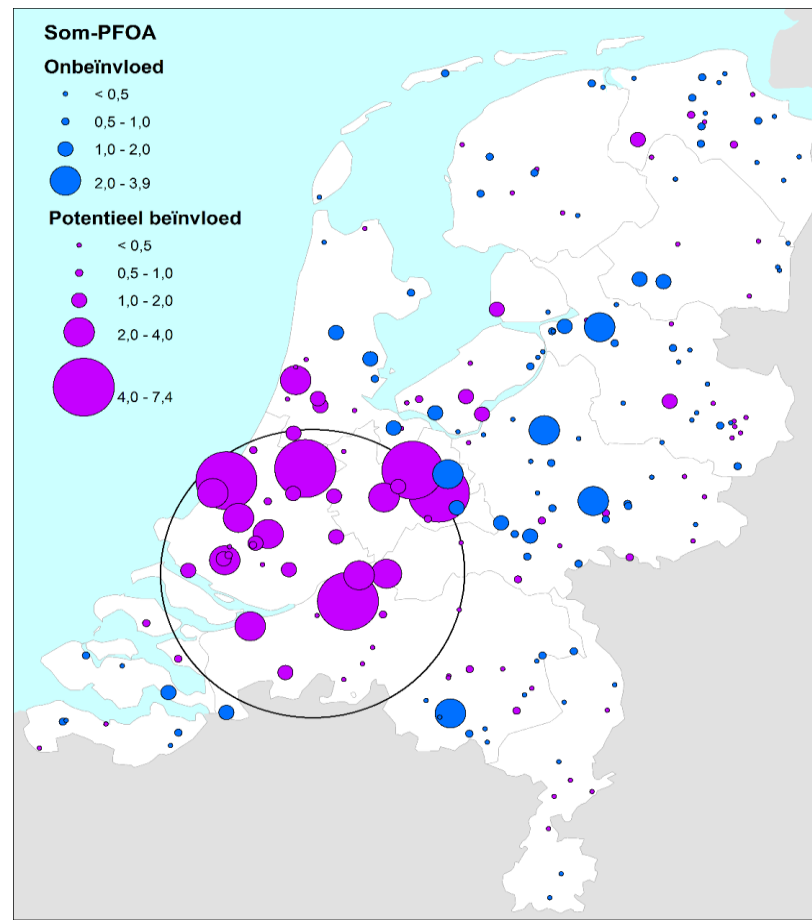 Som-PFOA
Onbeïnvloed
< 0,5
0,5 - 1,0
1,0 - 2,0
2,0 - 3,9
Potentieel beïnvloed
< 0,5
0,5 - 1,0
1,0 - 2,0
2,0 - 4,0
4,0 - 7,4